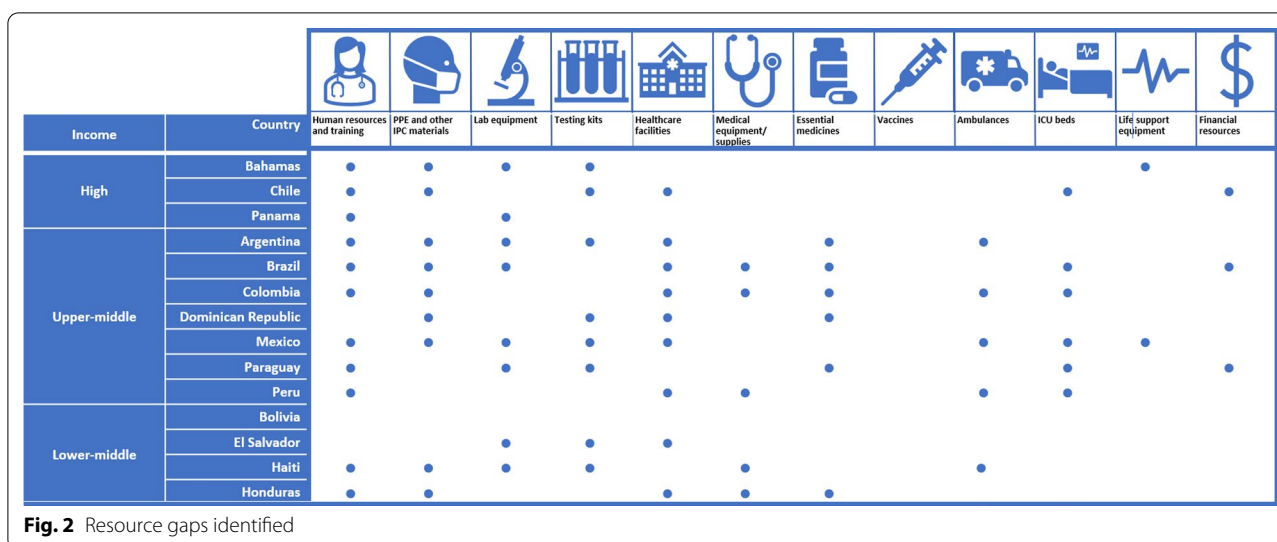 Income
Country
Human resources
and training
PPE and other
IPC materials
Lab equipment
Testing kits
Healthcare
facilities
Medical
equipment/
supplies
Essential
medicines
Vaccines
Ambulances
ICU beds
Life support
equipment
Financial
resources
High
Bahamas
Chile
Panama
Upper-middle
Argentina
Brazil
Colombia
Dominican Republic
Mexico
Paraguay
Peru
Lower-middle
Bolivia
El Salvador
Haiti
Honduras
Fig. 2 Resource gaps identified